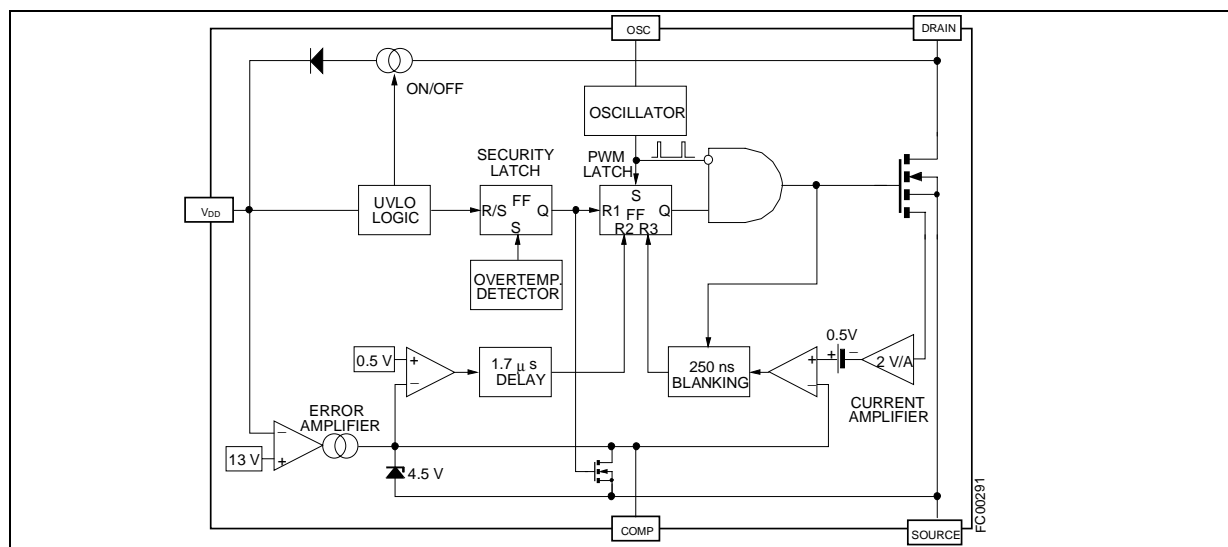 OSC
DRAIN
ON/OFF
OSCILLATOR
SECURITY
LATCH
PWM
LATCH
VDD
UVLO
LOGIC
R/S
FF
S
Q
R1
S
FF
R2 R3
Q
OVERTEMP.
DETECTOR
0.5 V
+
−
1.7 μ s
DELAY
250 ns
BLANKING
+
−
0.5V
+ −
2 V/A
CURRENT
AMPLIFIER
ERROR
AMPLIFIER
13 V
−
+
4.5 V
COMP
SOURCE
FC00291